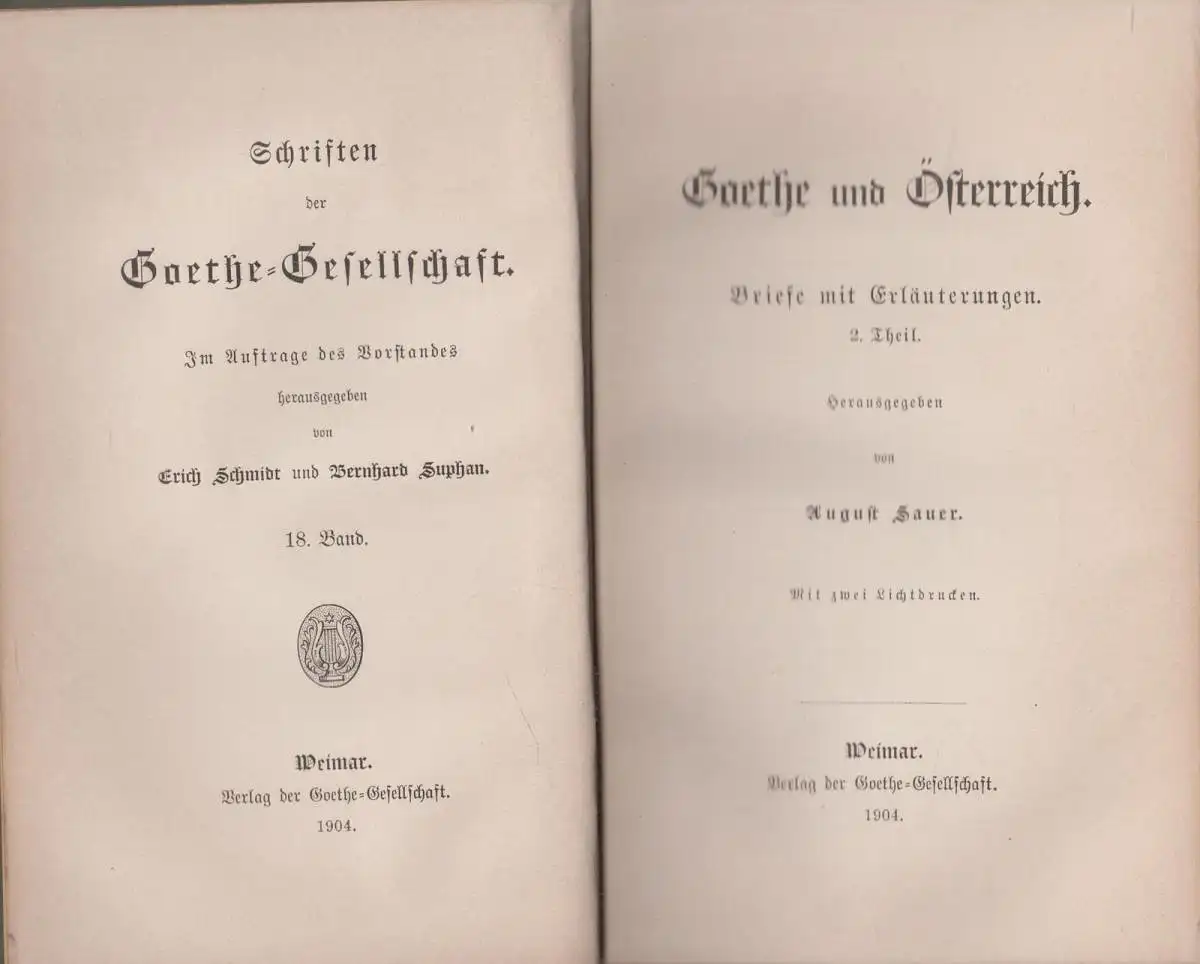 Schriften
der
Goethe-Gesellschaft.
Im Auftrage des Vorstandes
herausgegeben
von
Erich Schmidt und Bernhard Suphan.
18. Band.
Weimar.
Verlag der Goethe-Gesellschaft.
1904.
Goethe und Österreich.
Briefe mit Erläuterungen.
2. Theil.
Herausgegeben
von
August Sauer.
Mit zwei Lichtdrucken.
Weimar.
Verlag der Goethe-Gesellschaft.
1904.